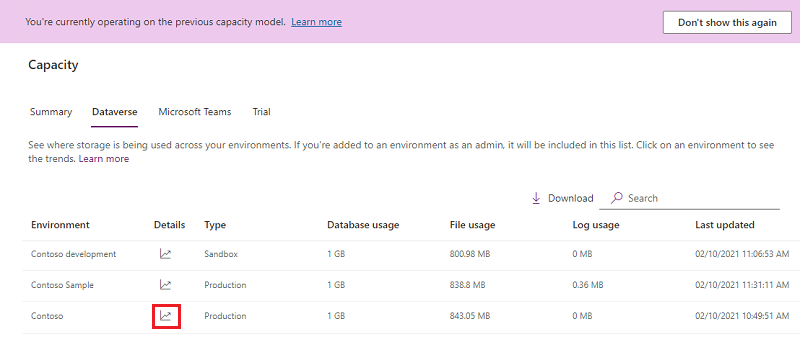 You're currently operating on the previous capacity model. Learn more
Don't show this again
Capacity
Summary Dataverse Microsoft Teams Trial
See where storage is being used across your environments. If you're added to an environment as an admin, it will be included in this list. Click on an environment to see
the trends. Learn more
Download Search
Environment Details Type Database usage File usage Log usage Last updated
Contoso development Sandbox 1 GB 800.98 MB 0 MB 02/10/2021 11:06:53 AM
Contoso Sample Production 1 GB 838.8 MB 0.36 MB 02/10/2021 11:31:11 AM
Contoso Production 1 GB 843.05 MB 0 MB 02/10/2021 10:49:51 AM